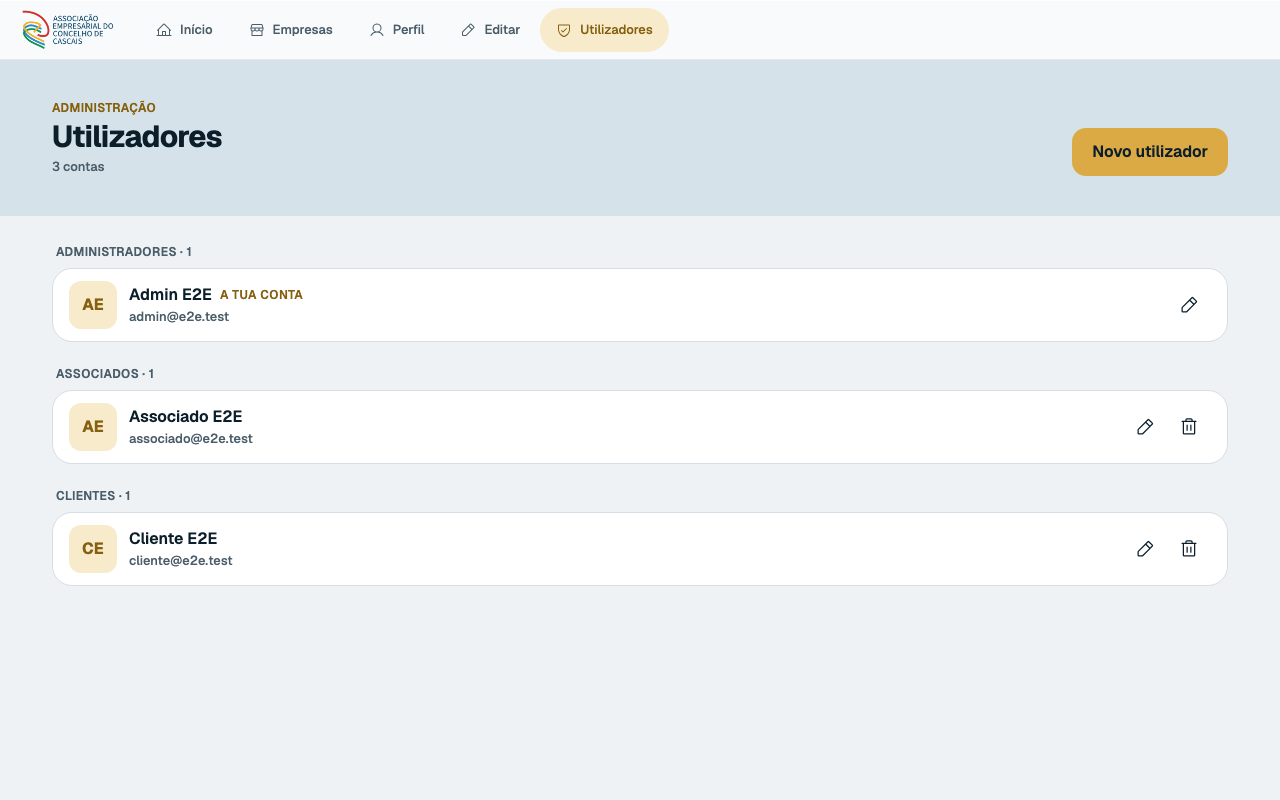 ASSOCIAÇÃO
EMPRESARIAL DO
CONCELHO DE
CASCAIS
Início
Empresas
Perfil
Editar
Utilizadores
ADMINISTRAÇÃO
Utilizadores
3 contas
Novo utilizador
ADMINISTRADORES · 1
AE
Admin E2E A TUA CONTA
admin@e2e.test
ASSOCIADOS · 1
AE
Associado E2E
associado@e2e.test
CLIENTES · 1
CE
Cliente E2E
cliente@e2e.test